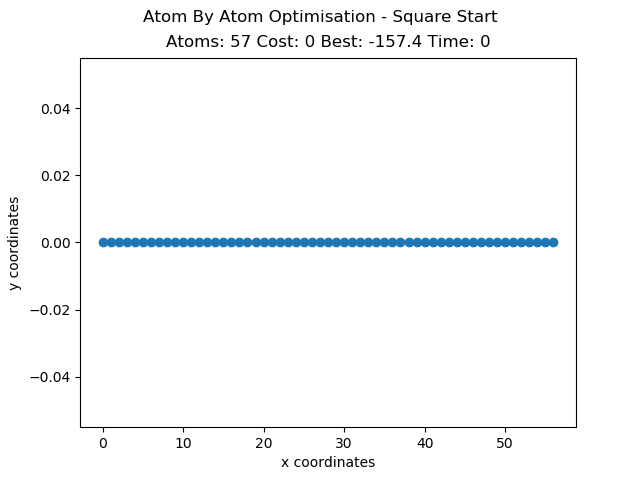 Atom By Atom Optimisation - Square Start
Atoms: 57 Cost: 0 Best: -157.4 Time: 0
0.04
0.02
0.00
−0.02
−0.04
y coordinates
0 10 20 30 40 50
x coordinates